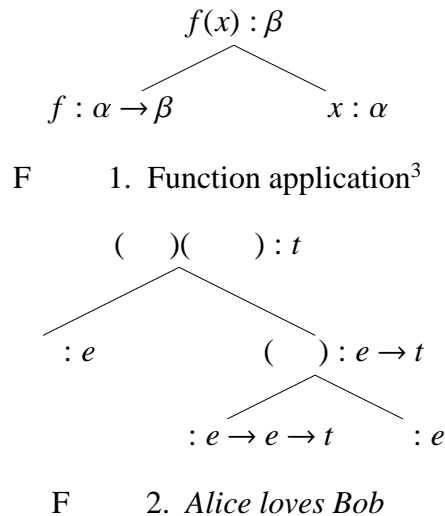 f(x) : β
f : α → β x : α
F 1. Function application³
( )( ) : t
: e ( ) : e → t
: e → e → t : e
F 2. Alice loves Bob